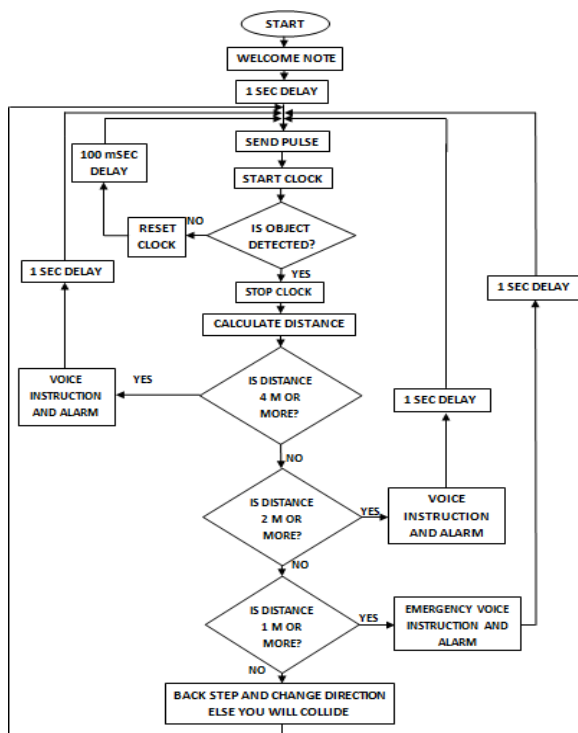 START
WELCOME NOTE
1 SEC DELAY
SEND PULSE
100 mSEC
DELAY
START CLOCK
NO
RESET
CLOCK
IS OBJECT
DETECTED?
YES
1 SEC DELAY
STOP CLOCK
1 SEC DELAY
CALCULATE DISTANCE
VOICE
INSTRUCTION
AND ALARM
YES
IS DISTANCE
4 M OR
MORE?
1 SEC DELAY
NO
IS DISTANCE
2 M OR
MORE?
YES
VOICE
INSTRUCTION
AND ALARM
NO
IS DISTANCE
1 M OR
MORE?
YES
EMERGENCY VOICE
INSTRUCTION AND
ALARM
NO
BACK STEP AND CHANGE DIRECTION
ELSE YOU WILL COLLIDE